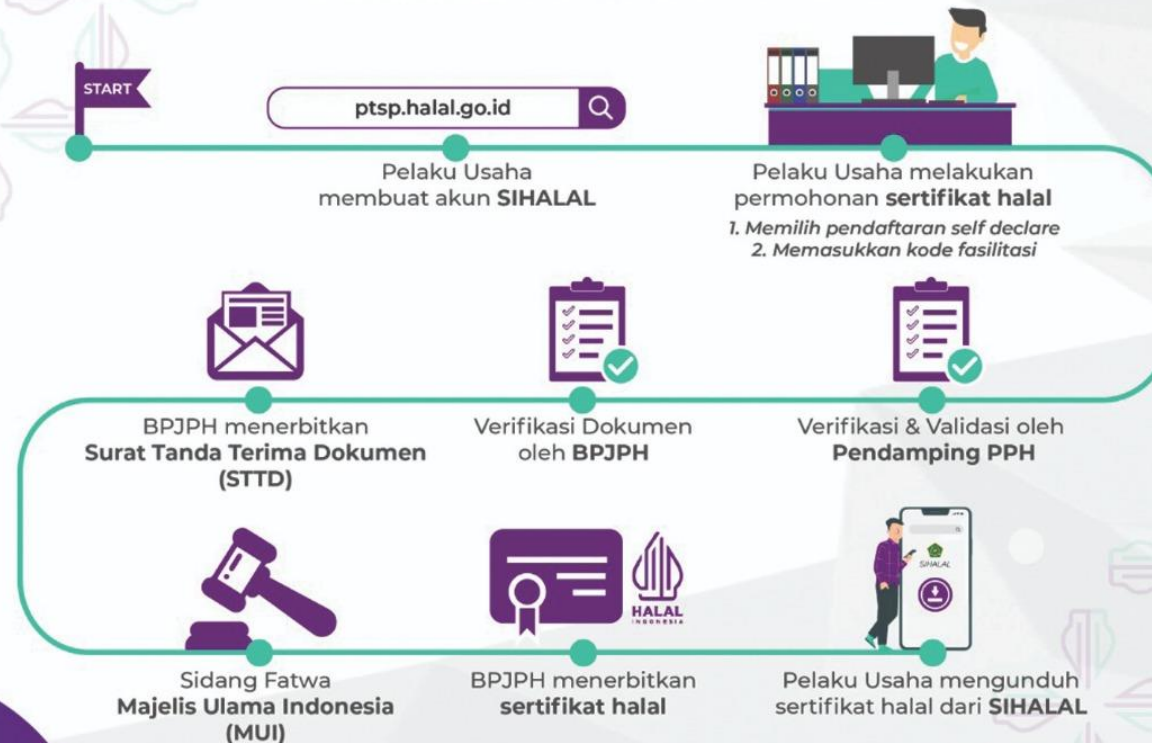 START
ptsp.halal.go.id
Pelaku Usaha
membuat akun SIHALAL
Pelaku Usaha melakukan
permohonan sertifikat halal
1. Memilih pendaftaran self declare
2. Memasukkan kode fasilitasi
Verifikasi & Validasi oleh
Pendamping PPH
Verifikasi Dokumen
oleh BPJPH
BPJPH menerbitkan
Surat Tanda Terima Dokumen
(STTD)
Sidang Fatwa
Majelis Ulama Indonesia
(MUI)
HALAL
INDONESIA
BPJPH menerbitkan
sertifikat halal
SIHALAL
Pelaku Usaha mengunduh
sertifikat halal dari SIHALAL